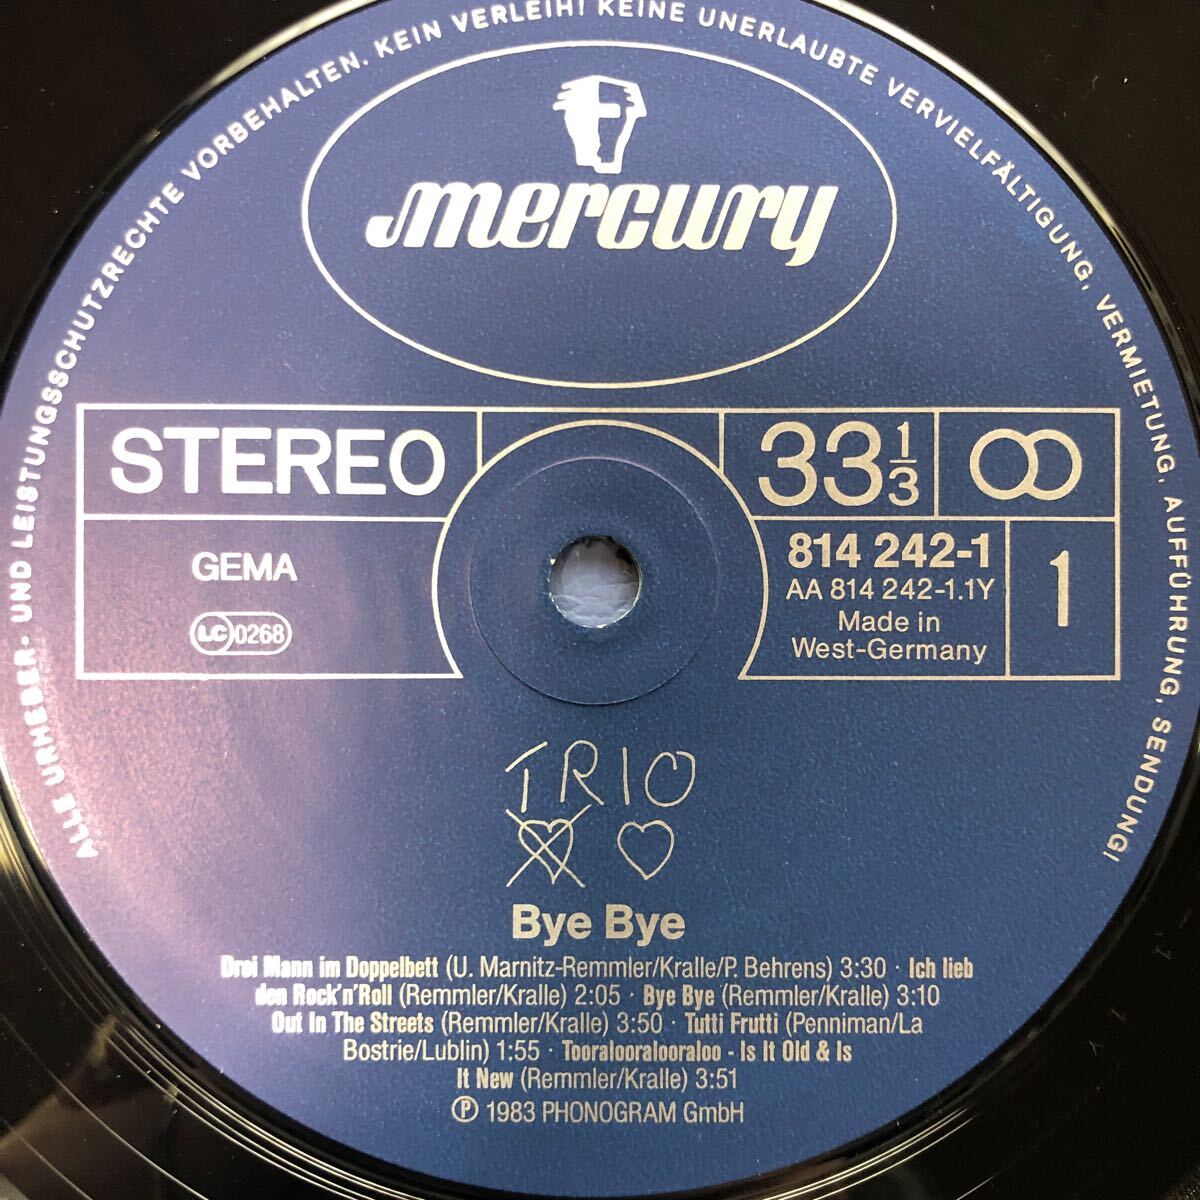 ALLE URHEBER- UND LEISTUNGSSCHUTZRECHTE VORBEHALTEN. KEIN VERLEIH! KEINE UNERLAUBTE VERVIELFÄLTIGUNG, VERMIETUNG, AUFFÜHRUNG, SENDUNG!
mercury
STEREO
33 1/3
GEMA
LC 0268
814 242-1
AA 814 242-1.1Y
Made in
West-Germany
1
TRIO
Bye Bye
Drei Mann im Doppelbett (U. Marnitz-Remmler/Kralle/P. Behrens) 3:30 · Ich lieb
den Rock'n'Roll (Remmler/Kralle) 2:05 · Bye Bye (Remmler/Kralle) 3:10
Out In The Streets (Remmler/Kralle) 3:50 · Tutti Frutti (Penniman/La
Bostrie/Lublin) 1:55 · Tooralooralooraloo - Is It Old & Is
It New (Remmler/Kralle) 3:51
℗ 1983 PHONOGRAM GmbH